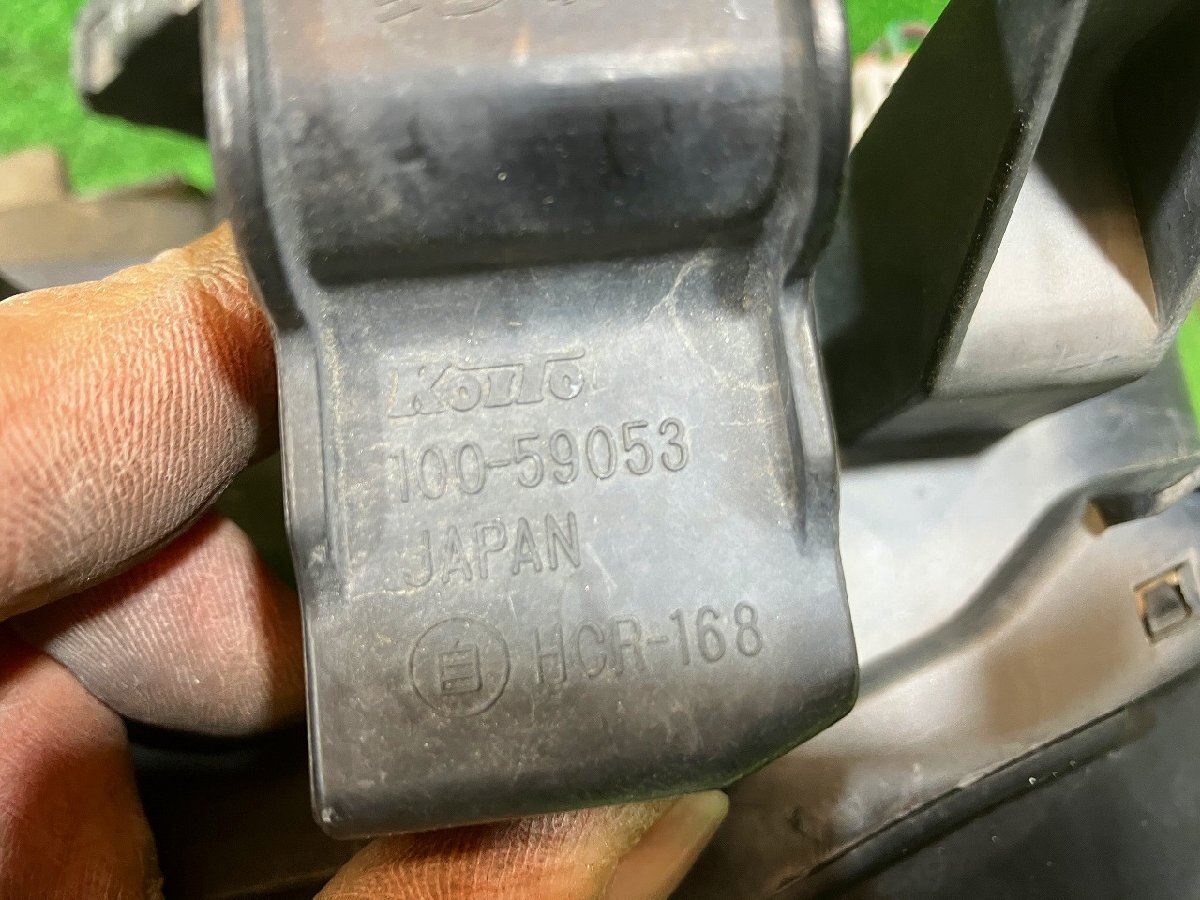 KOITO
100-59053
JAPAN
自 HCR-168